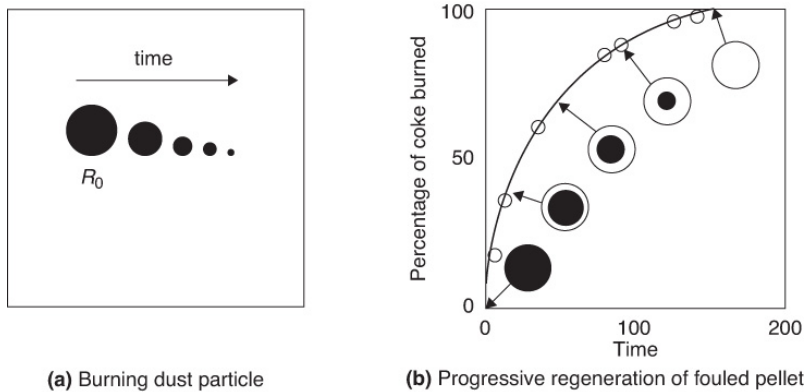 time
R0
(a) Burning dust particle
100
50
0
Percentage of coke burned
0
100
200
Time
(b) Progressive regeneration of fouled pellet